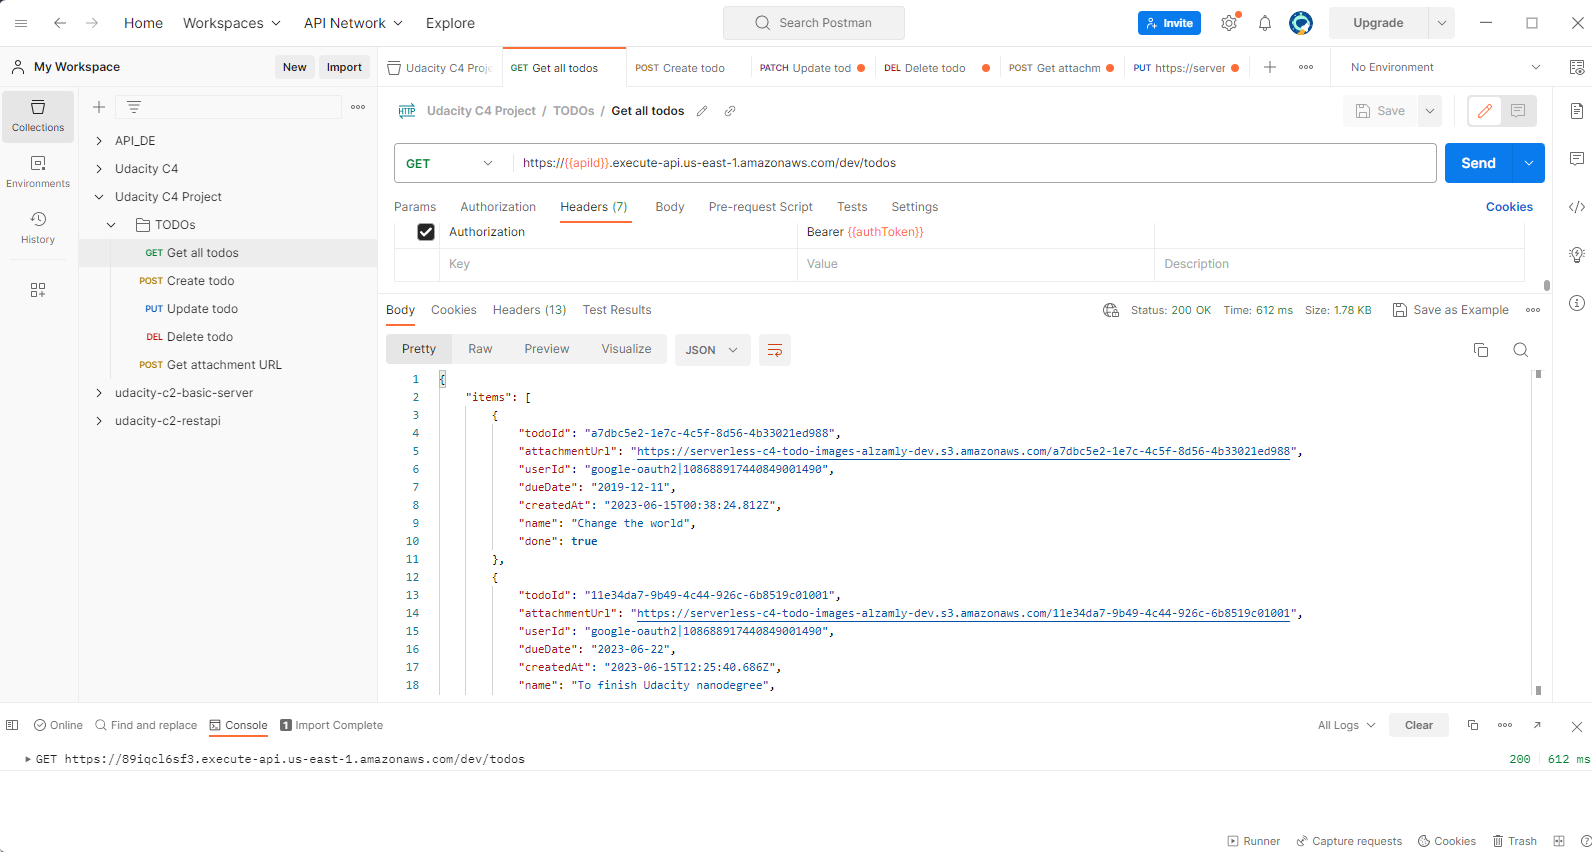 Home Workspaces API Network Explore Search Postman Invite Upgrade
My Workspace New Import Udacity C4 Proj GET Get all todos POST Create todo PATCH Update tod DEL Delete todo POST Get attachm PUT https://server No Environment
Collections
Environments
History
API_DE
Udacity C4
Udacity C4 Project
TODOs
GET Get all todos
POST Create todo
PUT Update todo
DEL Delete todo
POST Get attachment URL
udacity-c2-basic-server
udacity-c2-restapi
HTTP Udacity C4 Project / TODOs / Get all todos Save
GET https://{{apiId}}.execute-api.us-east-1.amazonaws.com/dev/todos Send
Params Authorization Headers (7) Body Pre-request Script Tests Settings Cookies
Authorization Bearer {{authToken}}
Key Value Description
Body Cookies Headers (13) Test Results Status: 200 OK Time: 612 ms Size: 1.78 KB Save as Example
Pretty Raw Preview Visualize JSON
1 {
2 "items": [
3 {
4 "todoId": "a7dbc5e2-1e7c-4c5f-8d56-4b33021ed988",
5 "attachmentUrl": "https://serverless-c4-todo-images-alzamly-dev.s3.amazonaws.com/a7dbc5e2-1e7c-4c5f-8d56-4b33021ed988",
6 "userId": "google-oauth2|108688917440849001490",
7 "dueDate": "2019-12-11",
8 "createdAt": "2023-06-15T00:38:24.812Z",
9 "name": "Change the world",
10 "done": true
11 },
12 {
13 "todoId": "11e34da7-9b49-4c44-926c-6b8519c01001",
14 "attachmentUrl": "https://serverless-c4-todo-images-alzamly-dev.s3.amazonaws.com/11e34da7-9b49-4c44-926c-6b8519c01001",
15 "userId": "google-oauth2|108688917440849001490",
16 "dueDate": "2023-06-22",
17 "createdAt": "2023-06-15T12:25:40.686Z",
18 "name": "To finish Udacity nanodegree",
Online Find and replace Console 1 Import Complete All Logs Clear
GET https://89iqcl6sf3.execute-api.us-east-1.amazonaws.com/dev/todos 200 612 ms
Runner Capture requests Cookies Trash